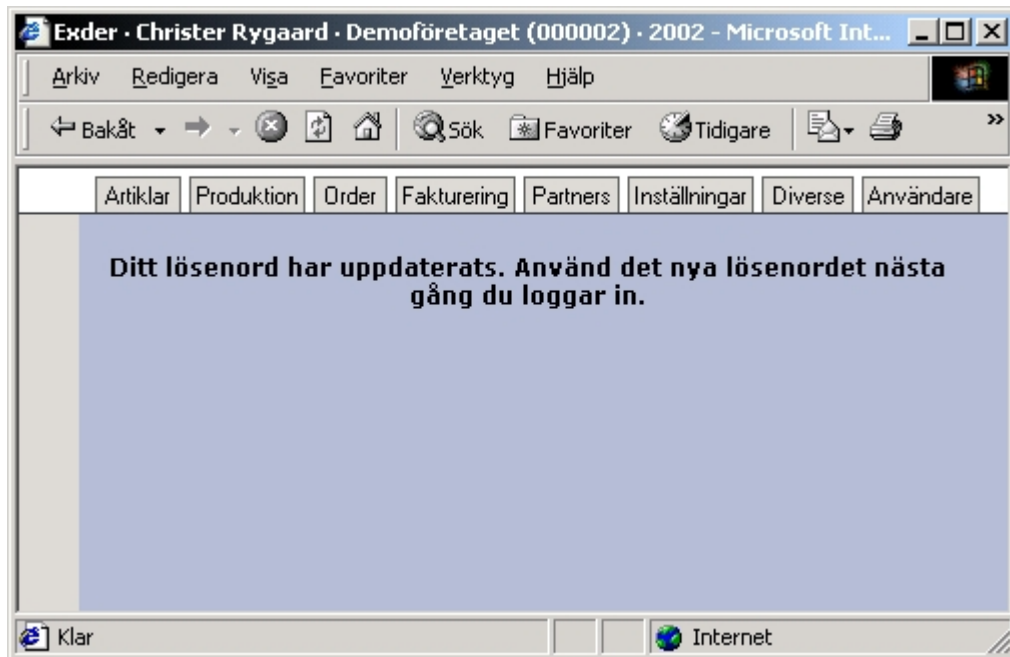 Exder · Christer Rygaard · Demoföretaget (000002) · 2002 - Microsoft Int...
Arkiv Redigera Visa Favoriter Verktyg Hjälp
Bakåt Sök Favoriter Tidigare »
Artiklar Produktion Order Fakturering Partners Inställningar Diverse Användare
Ditt lösenord har uppdaterats. Använd det nya lösenordet nästa
gång du loggar in.
Klar Internet